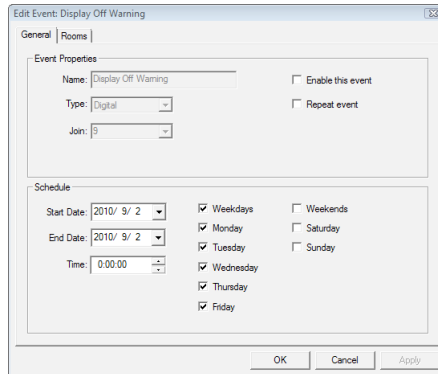 Edit Event: Display Off Warning
General Rooms
Event Properties
Name: Display Off Warning
Enable this event
Type: Digital
Repeat event
Join: 9
Schedule
Start Date: 2010/ 9/ 2
Weekdays
Weekends
End Date: 2010/ 9/ 2
Monday
Saturday
Tuesday
Sunday
Time: 0:00:00
Wednesday
Thursday
Friday
OK Cancel Apply